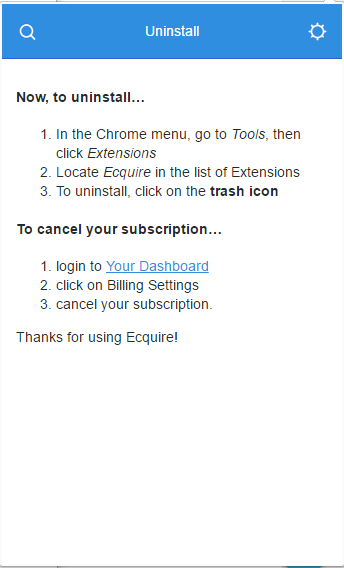 Uninstall
Now, to uninstall…
1. In the Chrome menu, go to Tools, then
click Extensions
2. Locate Ecquire in the list of Extensions
3. To uninstall, click on the trash icon
To cancel your subscription…
1. login to Your Dashboard
2. click on Billing Settings
3. cancel your subscription.
Thanks for using Ecquire!